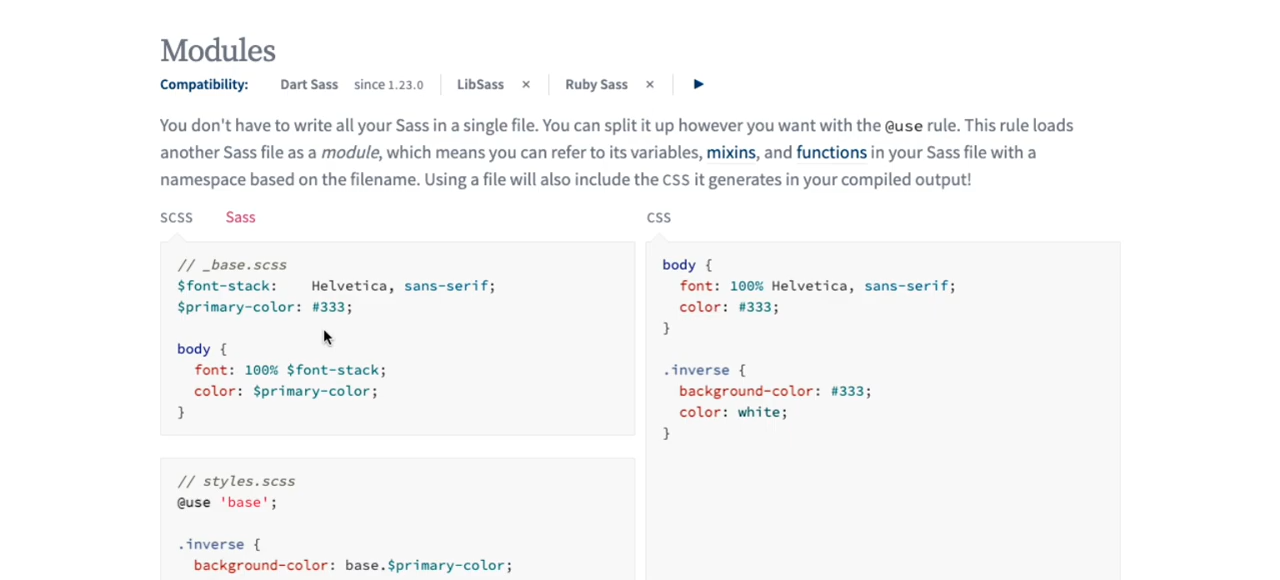 Modules
Compatibility: Dart Sass since 1.23.0 LibSass ✕ Ruby Sass ✕ ▶
You don't have to write all your Sass in a single file. You can split it up however you want with the @use rule. This rule loads
another Sass file as a module, which means you can refer to its variables, mixins, and functions in your Sass file with a
namespace based on the filename. Using a file will also include the CSS it generates in your compiled output!
SCSS Sass
// _base.scss
$font-stack:    Helvetica, sans-serif;
$primary-color: #333;
body {
  font: 100% $font-stack;
  color: $primary-color;
}
// styles.scss
@use 'base';
.inverse {
  background-color: base.$primary-color;
CSS
body {
  font: 100% Helvetica, sans-serif;
  color: #333;
}
.inverse {
  background-color: #333;
  color: white;
}